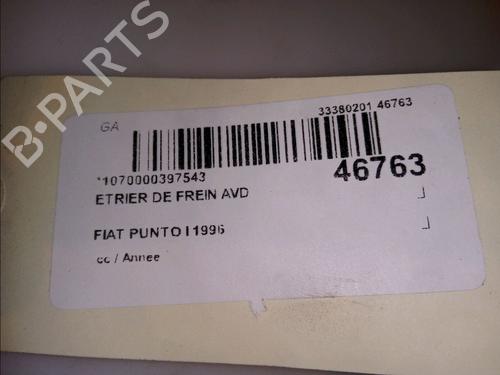 B-PARTS
GA
33380201 46763
*1070000397543
46763
ETRIER DE FREIN AVD
FIAT PUNTO I 1996
cc / Annee